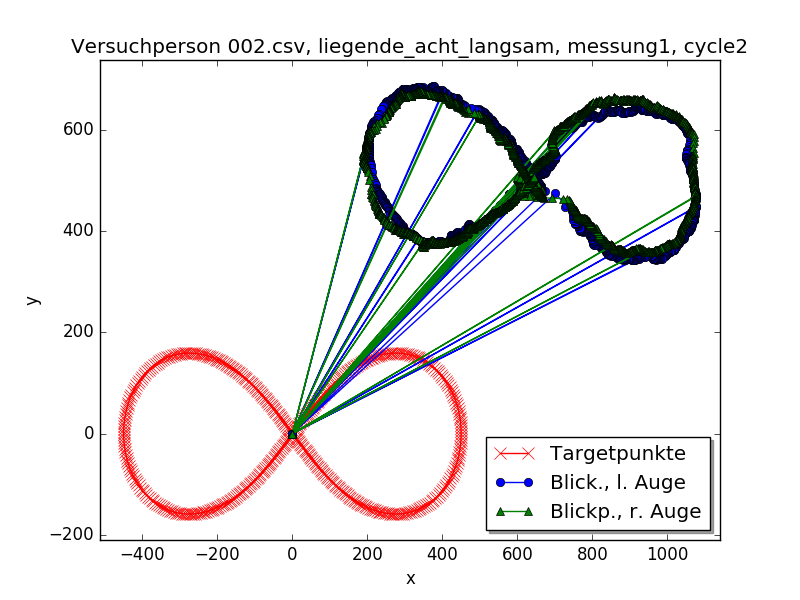 Versuchperson 002.csv, liegende_acht_langsam, messung1, cycle2
600
400
200
0
−200
y
−400
−200
0
200
400
600
800
1000
x
Targetpunkte
Blick., l. Auge
Blickp., r. Auge